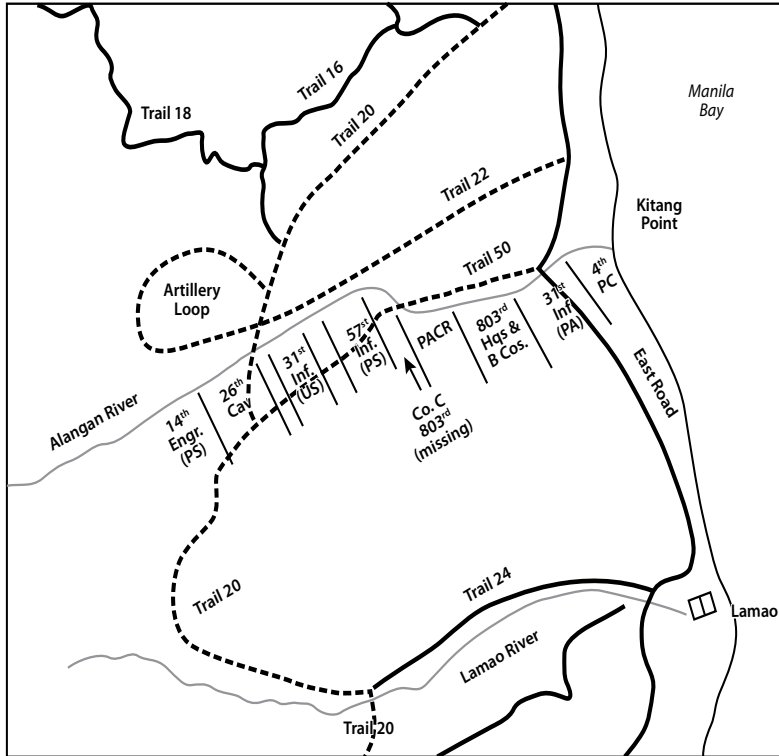 Trail 16
Trail 18
Trail 20
Manila
Bay
Trail 22
Kitang
Point
Trail 50
Artillery
Loop
4th
PC
31st
Inf.
(PA)
803rd
Hqs &
B Cos.
PACR
57st
Inf.
(PS)
31st
Inf.
(US)
26th
Cav
14th
Engr.
(PS)
Alangan River
Co. C
803rd
(missing)
East Road
Trail 20
Trail 24
Lamao
Lamao River
Trail 20